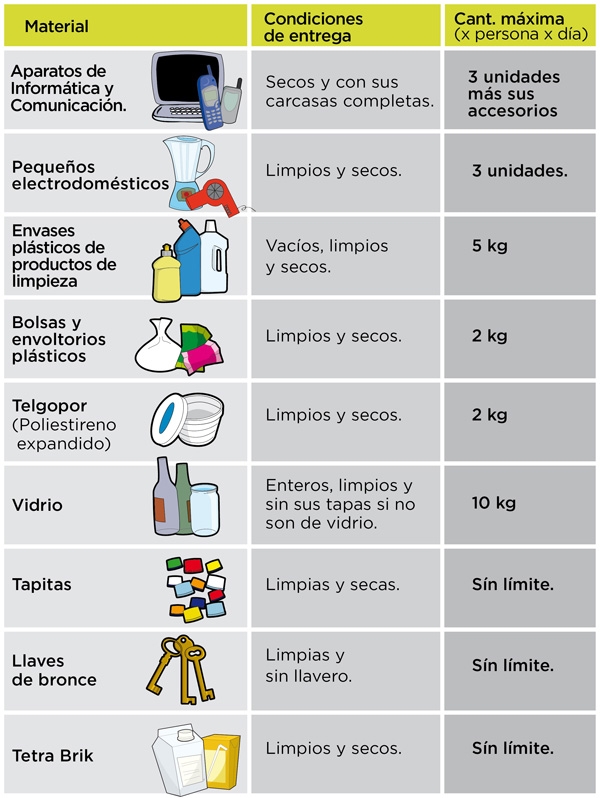 Material
Condiciones
de entrega
Cant. máxima
(x persona x día)
Aparatos de
Informática y
Comunicación.
Secos y con sus
carcasas completas.
3 unidades
más sus
accesorios
Pequeños
electrodomésticos
Limpios y secos.
3 unidades.
Envases
plásticos de
productos de
limpieza
Vacíos, limpios
y secos.
5 kg
Bolsas y
envoltorios
plásticos
Limpios y secos.
2 kg
Telgopor
(Poliestireno
expandido)
Limpios y secos.
2 kg
Vidrio
Enteros, limpios y
sin sus tapas si no
son de vidrio.
10 kg
Tapitas
Limpias y secas.
Sín límite.
Llaves
de bronce
Limpias y
sin llavero.
Sín límite.
Tetra Brik
Limpios y secos.
Sín límite.